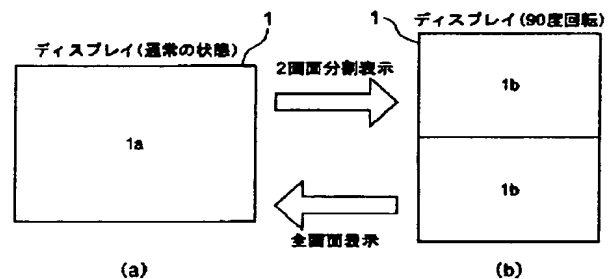 1
ディスプレイ(通常の状態)
1a
(a)
2画面分割表示
全画面表示
1
ディスプレイ(90度回転)
1b
1b
(b)